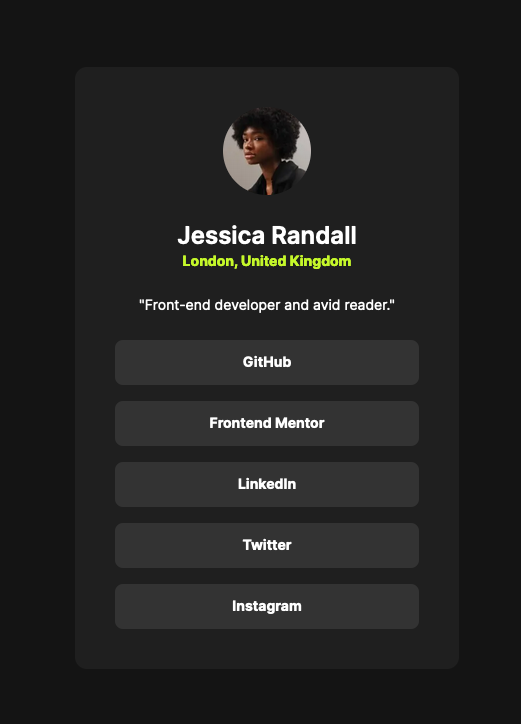 Jessica Randall
London, United Kingdom
"Front-end developer and avid reader."
GitHub
Frontend Mentor
LinkedIn
Twitter
Instagram